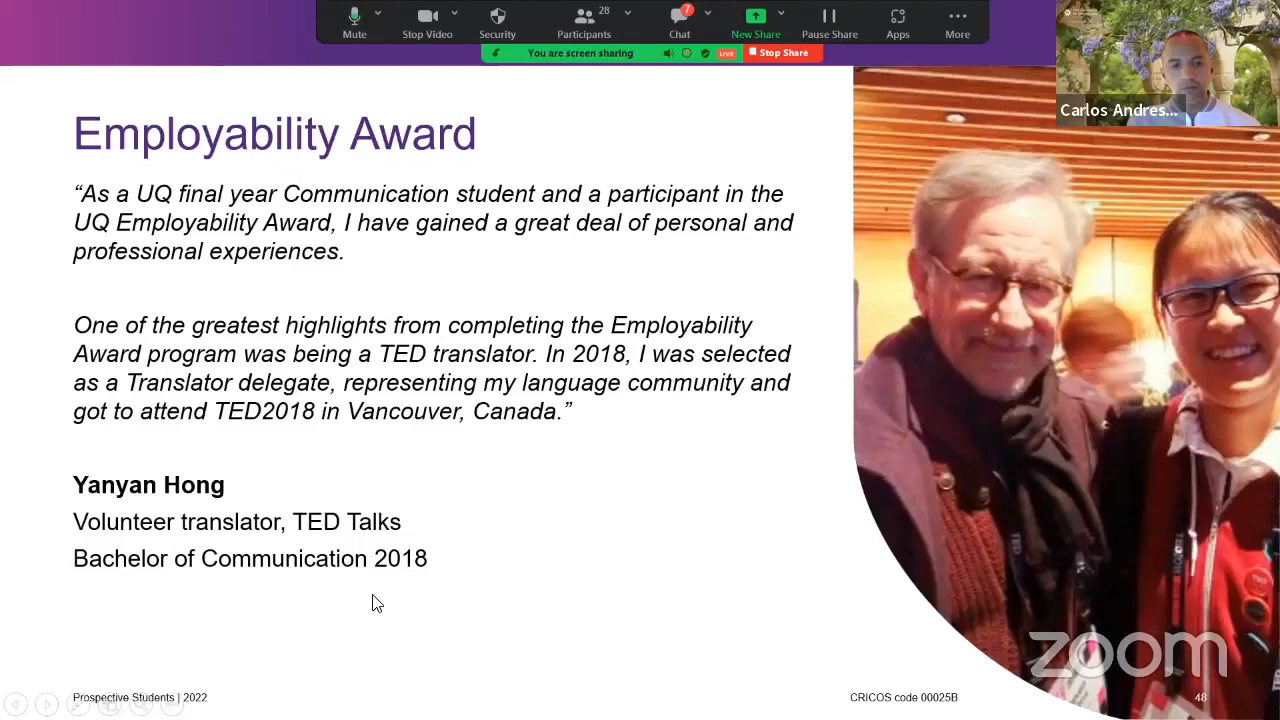 28
7
Mute
Stop Video
Security
Participants
Chat
New Share
Pause Share
Apps
More
You are screen sharing
LIVE
Stop Share
Carlos Andres...
Employability Award
“As a UQ final year Communication student and a participant in the
UQ Employability Award, I have gained a great deal of personal and
professional experiences.
One of the greatest highlights from completing the Employability
Award program was being a TED translator. In 2018, I was selected
as a Translator delegate, representing my language community and
got to attend TED2018 in Vancouver, Canada.”
Yanyan Hong
Volunteer translator, TED Talks
Bachelor of Communication 2018
zoom
Prospective Students | 2022
CRICOS code 00025B
48